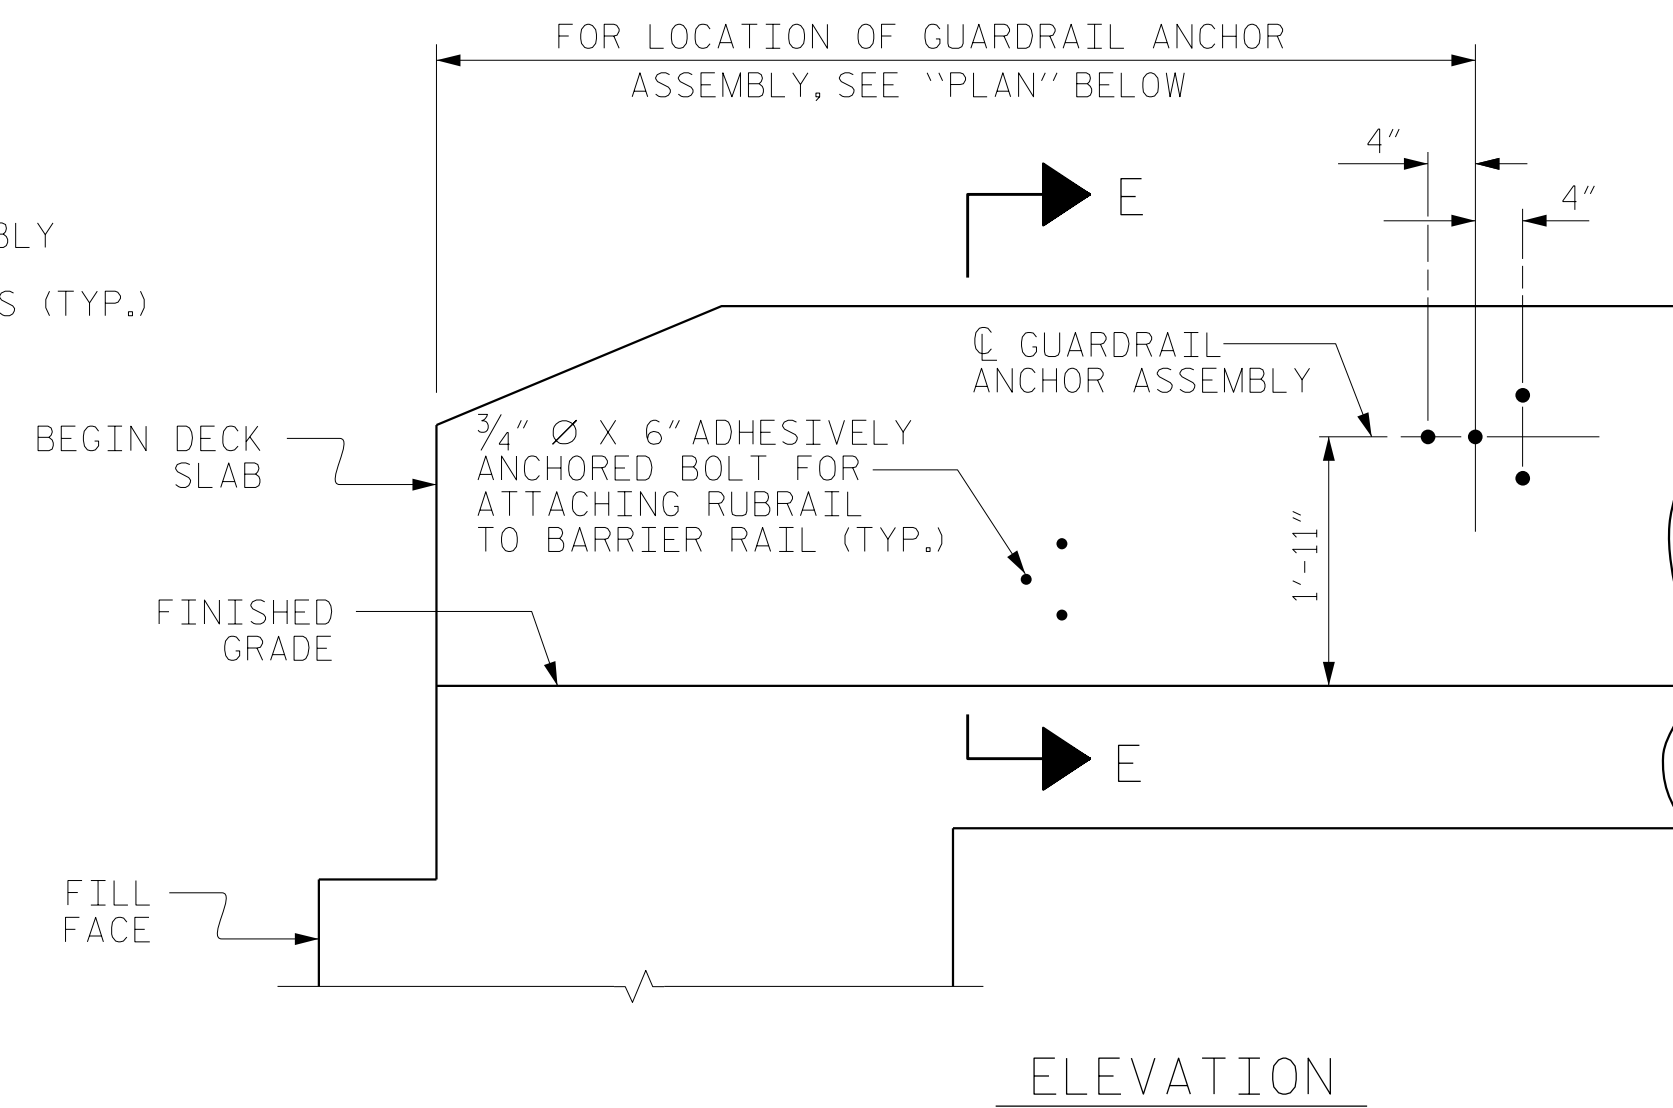 FOR LOCATION OF GUARDRAIL ANCHOR
ASSEMBLY, SEE "PLAN" BELOW
4"
4"
E
S (TYP.)
℄ GUARDRAIL
ANCHOR ASSEMBLY
3/4" Ø X 6" ADHESIVELY
ANCHORED BOLT FOR
ATTACHING RUBRAIL
TO BARRIER RAIL (TYP.)
BEGIN DECK
SLAB
1'-11"
FINISHED
GRADE
E
FILL
FACE
ELEVATION